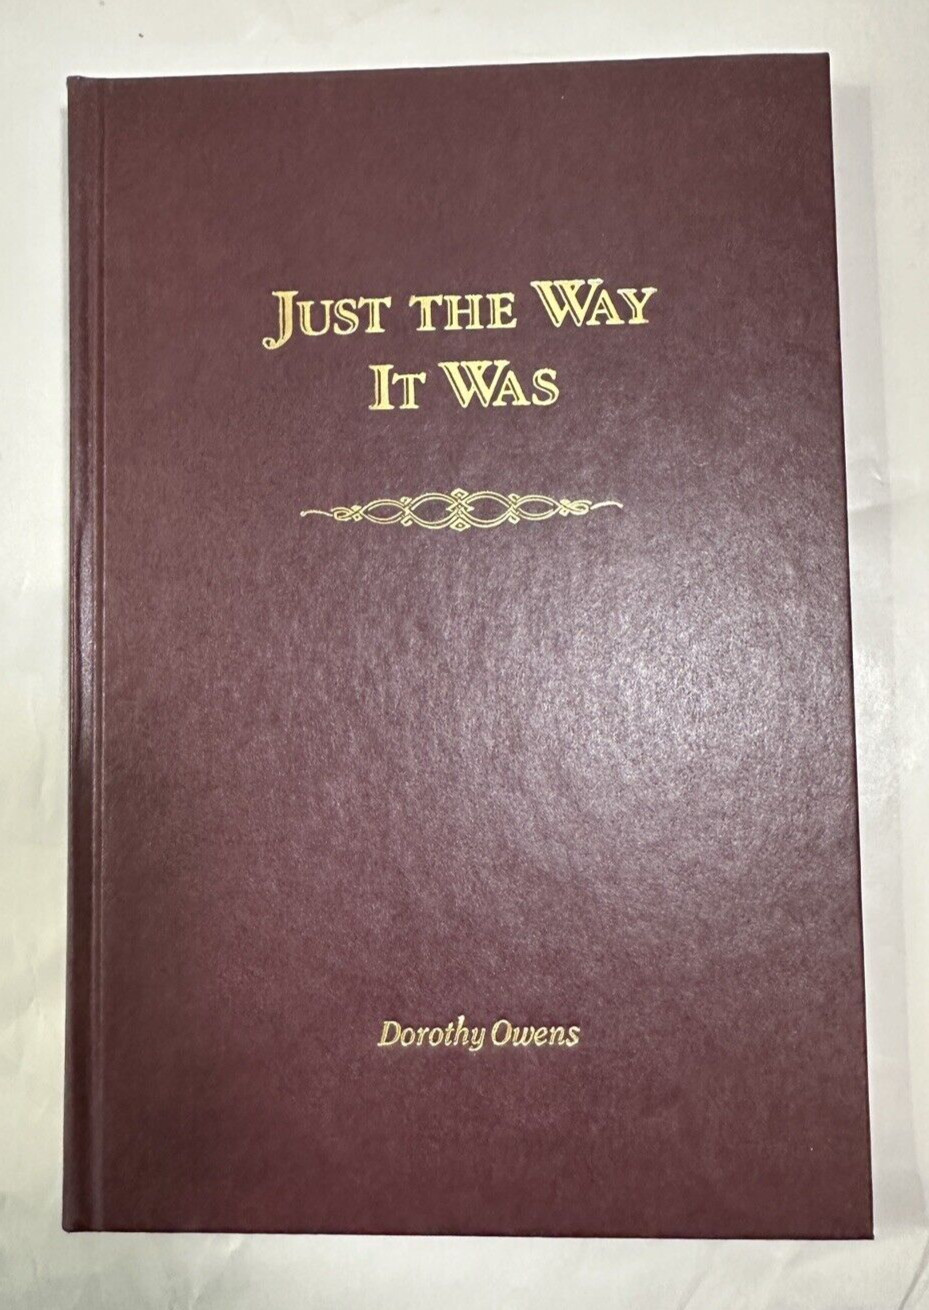 Just the Way
It Was
Dorothy Owens